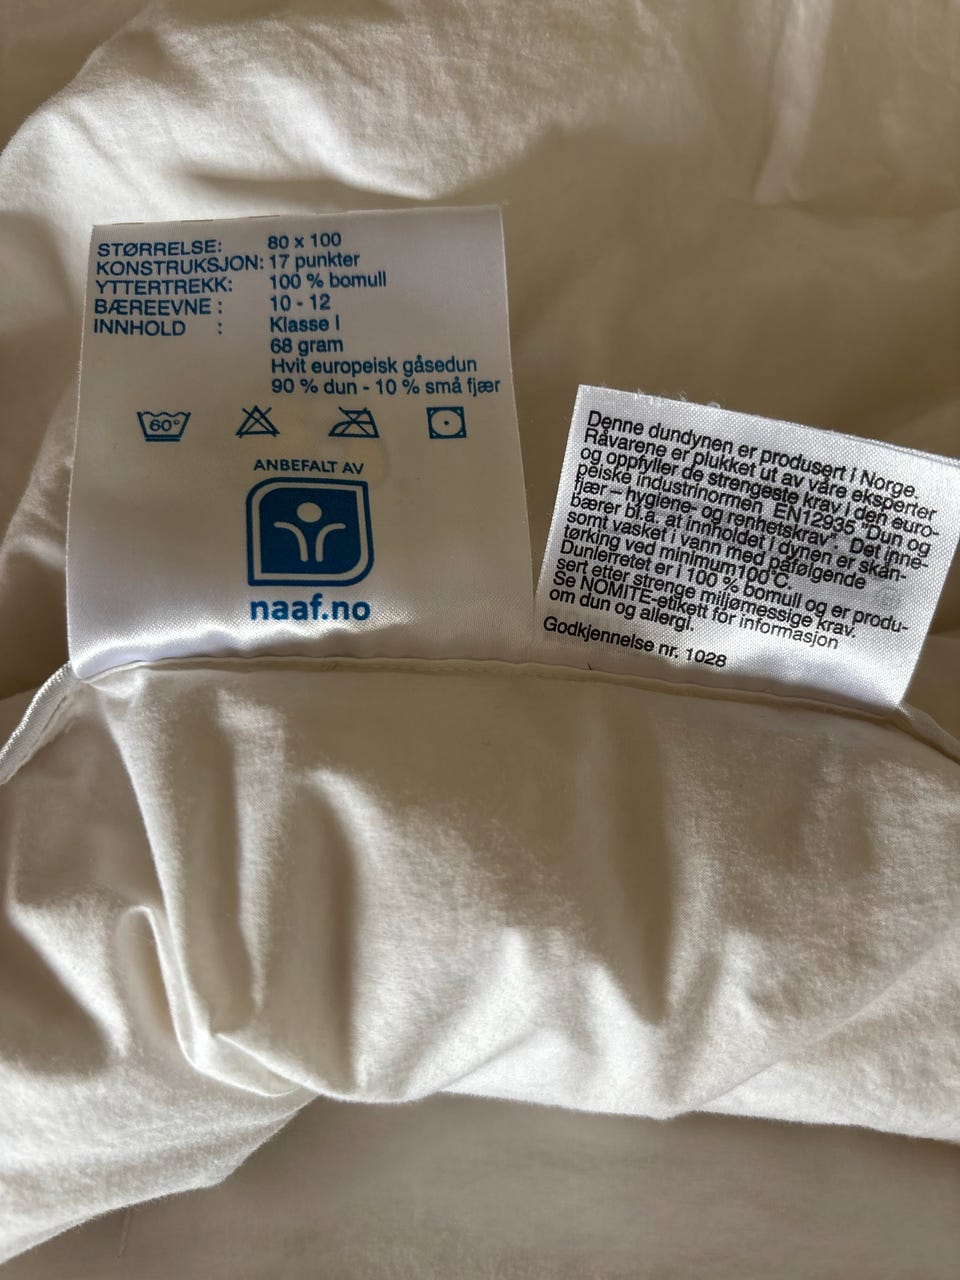 STØRRELSE: 80 x 100
KONSTRUKSJON: 17 punkter
YTTERTREKK: 100 % bomull
BÆREEVNE : 10 - 12
INNHOLD : Klasse I
68 gram
Hvit europeisk gåsedun
90 % dun - 10 % små fjær
60°
ANBEFALT AV
naaf.no
Denne dundynen er produsert i Norge.
Råvarene er plukket ut av våre eksperter
og oppfyller de strengeste krav i den euro-
peiske industrinormen EN12935 "Dun og
fjær – hygiene- og renhetskrav". Det inne-
bærer bl.a. at innholdet i dynen er skån-
somt vasket i vann med påfølgende
tørking ved minimum 100°C.
Dunlerretet er i 100 % bomull og er produ-
sert etter strenge miljømessige krav.
Se NOMITE-etikett for informasjon
om dun og allergi.
Godkjennelse nr. 1028